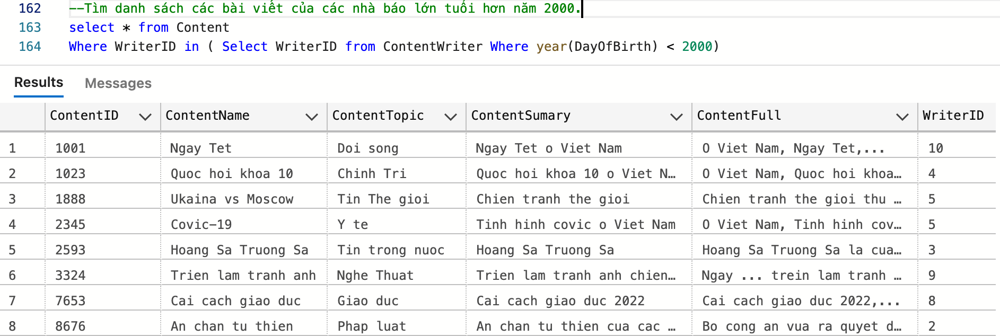 162 --Tìm danh sách các bài viết của các nhà báo lớn tuổi hơn năm 2000.
163 select * from Content
164 Where WriterID in ( Select WriterID from ContentWriter Where year(DayOfBirth) < 2000)
Results Messages
ContentID ContentName ContentTopic ContentSumary ContentFull WriterID
1 1001 Ngay Tet Doi song Ngay Tet o Viet Nam O Viet Nam, Ngay Tet,... 10
2 1023 Quoc hoi khoa 10 Chinh Tri Quoc hoi khoa 10 o Viet N… O Viet Nam, Quoc hoi khoa… 4
3 1888 Ukaina vs Moscow Tin The gioi Chien tranh the gioi Chien tranh the gioi thu … 5
4 2345 Covic-19 Y te Tinh hinh covic o Viet Nam O Viet Nam, Tinh hinh cov… 5
5 2593 Hoang Sa Truong Sa Tin trong nuoc Hoang Sa Truong Sa Hoang Sa Truong Sa la cua… 3
6 3324 Trien lam tranh anh Nghe Thuat Trien lam tranh anh chien… Ngay ... trein lam tranh … 9
7 7653 Cai cach giao duc Giao duc Cai cach giao duc 2022 Cai cach giao duc 2022,... 8
8 8676 An chan tu thien Phap luat An chan tu thien cua cac … Bo cong an vua ra quyet d… 2